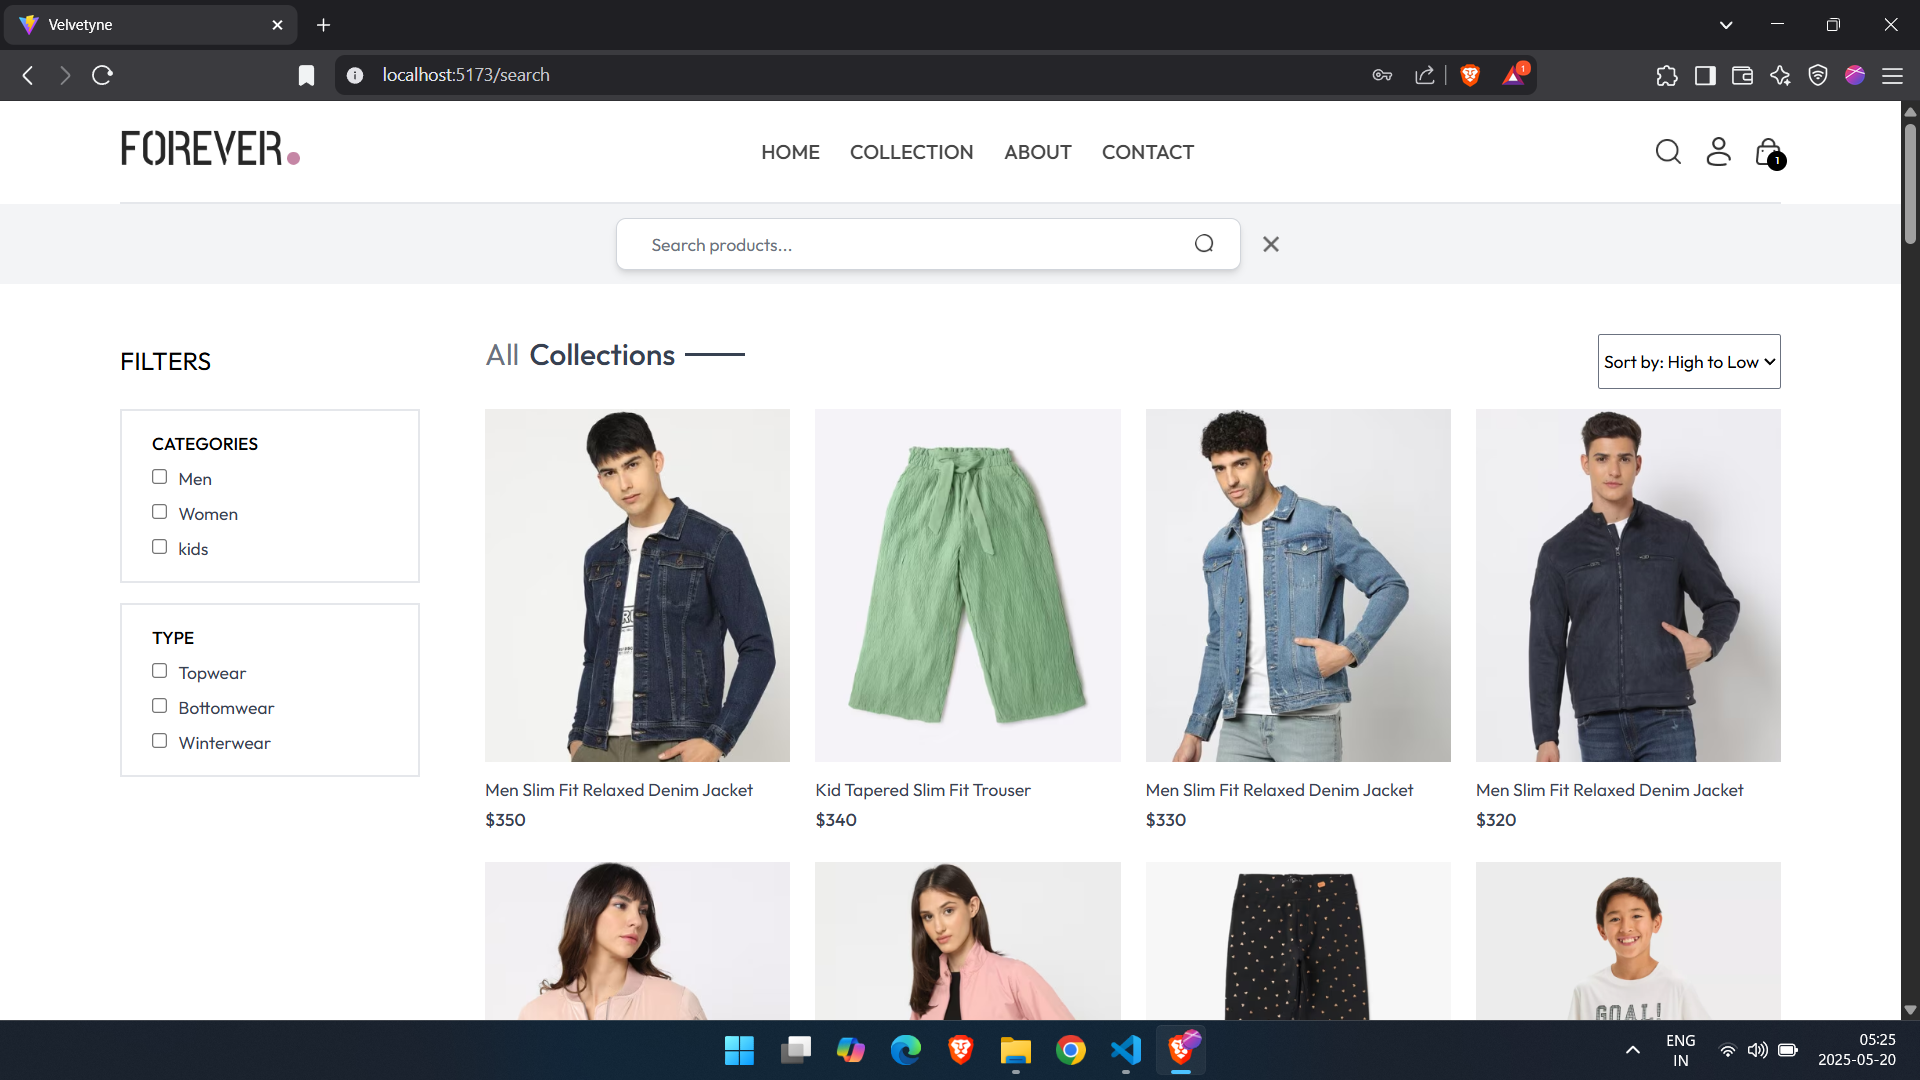 Velvetyne
localhost:5173/search
1
FOREVER.
HOME COLLECTION ABOUT CONTACT
1
Search products...
FILTERS
All Collections
Sort by: High to Low
CATEGORIES
Men
Women
kids
TYPE
Topwear
Bottomwear
Winterwear
Men Slim Fit Relaxed Denim Jacket
$350
Kid Tapered Slim Fit Trouser
$340
Men Slim Fit Relaxed Denim Jacket
$330
Men Slim Fit Relaxed Denim Jacket
$320
GOAL!
ENG
IN
05:25
2025-05-20